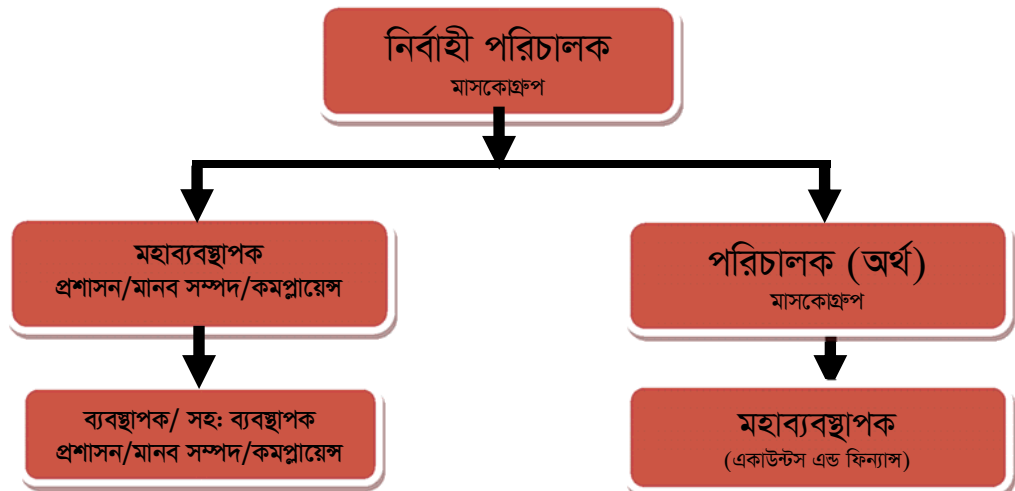 নির্বাহী পরিচালক
মাসকোগ্রুপ
মহাব্যবস্থাপক
প্রশাসন/মানব সম্পদ/কমপ্লায়েন্স
পরিচালক (অর্থ)
মাসকোগ্রুপ
ব্যবস্থাপক/ সহ: ব্যবস্থাপক
প্রশাসন/মানব সম্পদ/কমপ্লায়েন্স
মহাব্যবস্থাপক
(একাউন্টস এন্ড ফিন্যান্স)